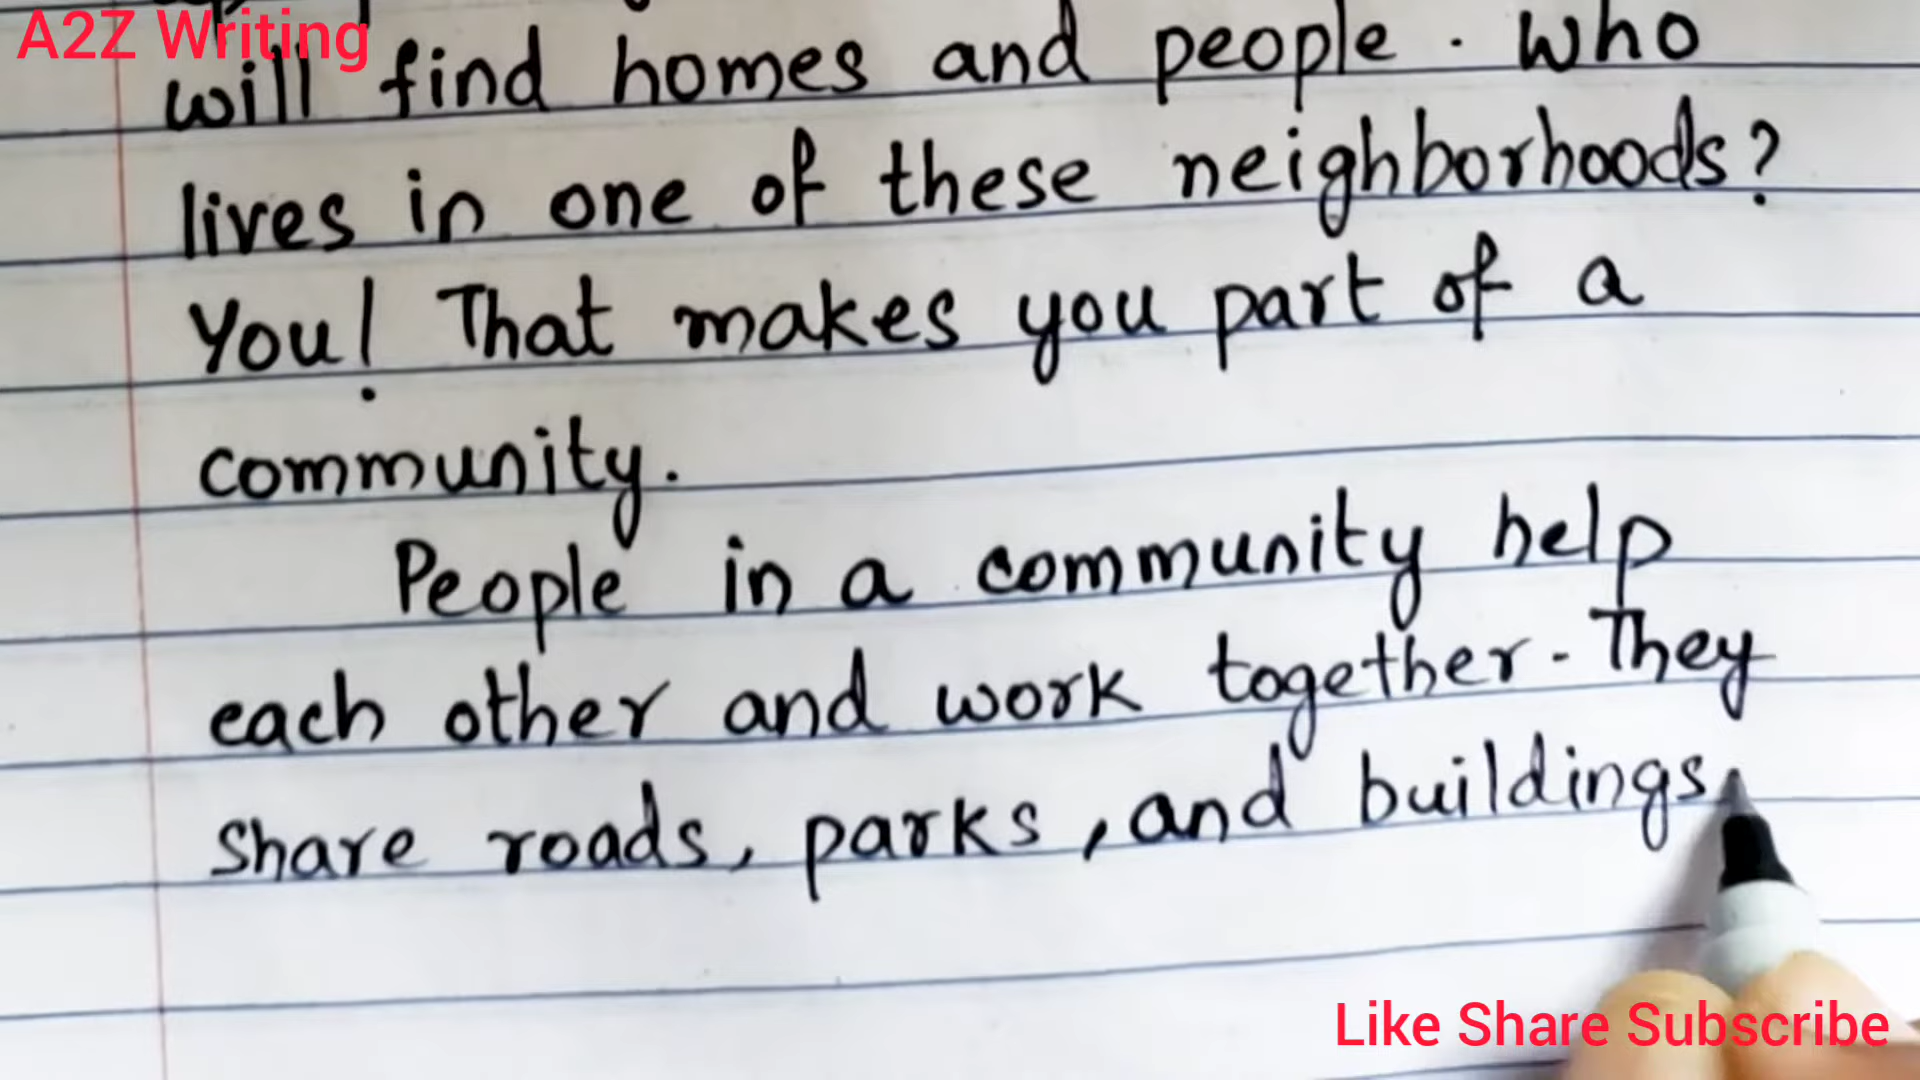 A2Z Writing
will find homes and people. Who
lives in one of these neighborhoods?
You! That makes you part of a
community.
People in a community help
each other and work together. They
share roads, parks, and buildings.
Like Share Subscribe